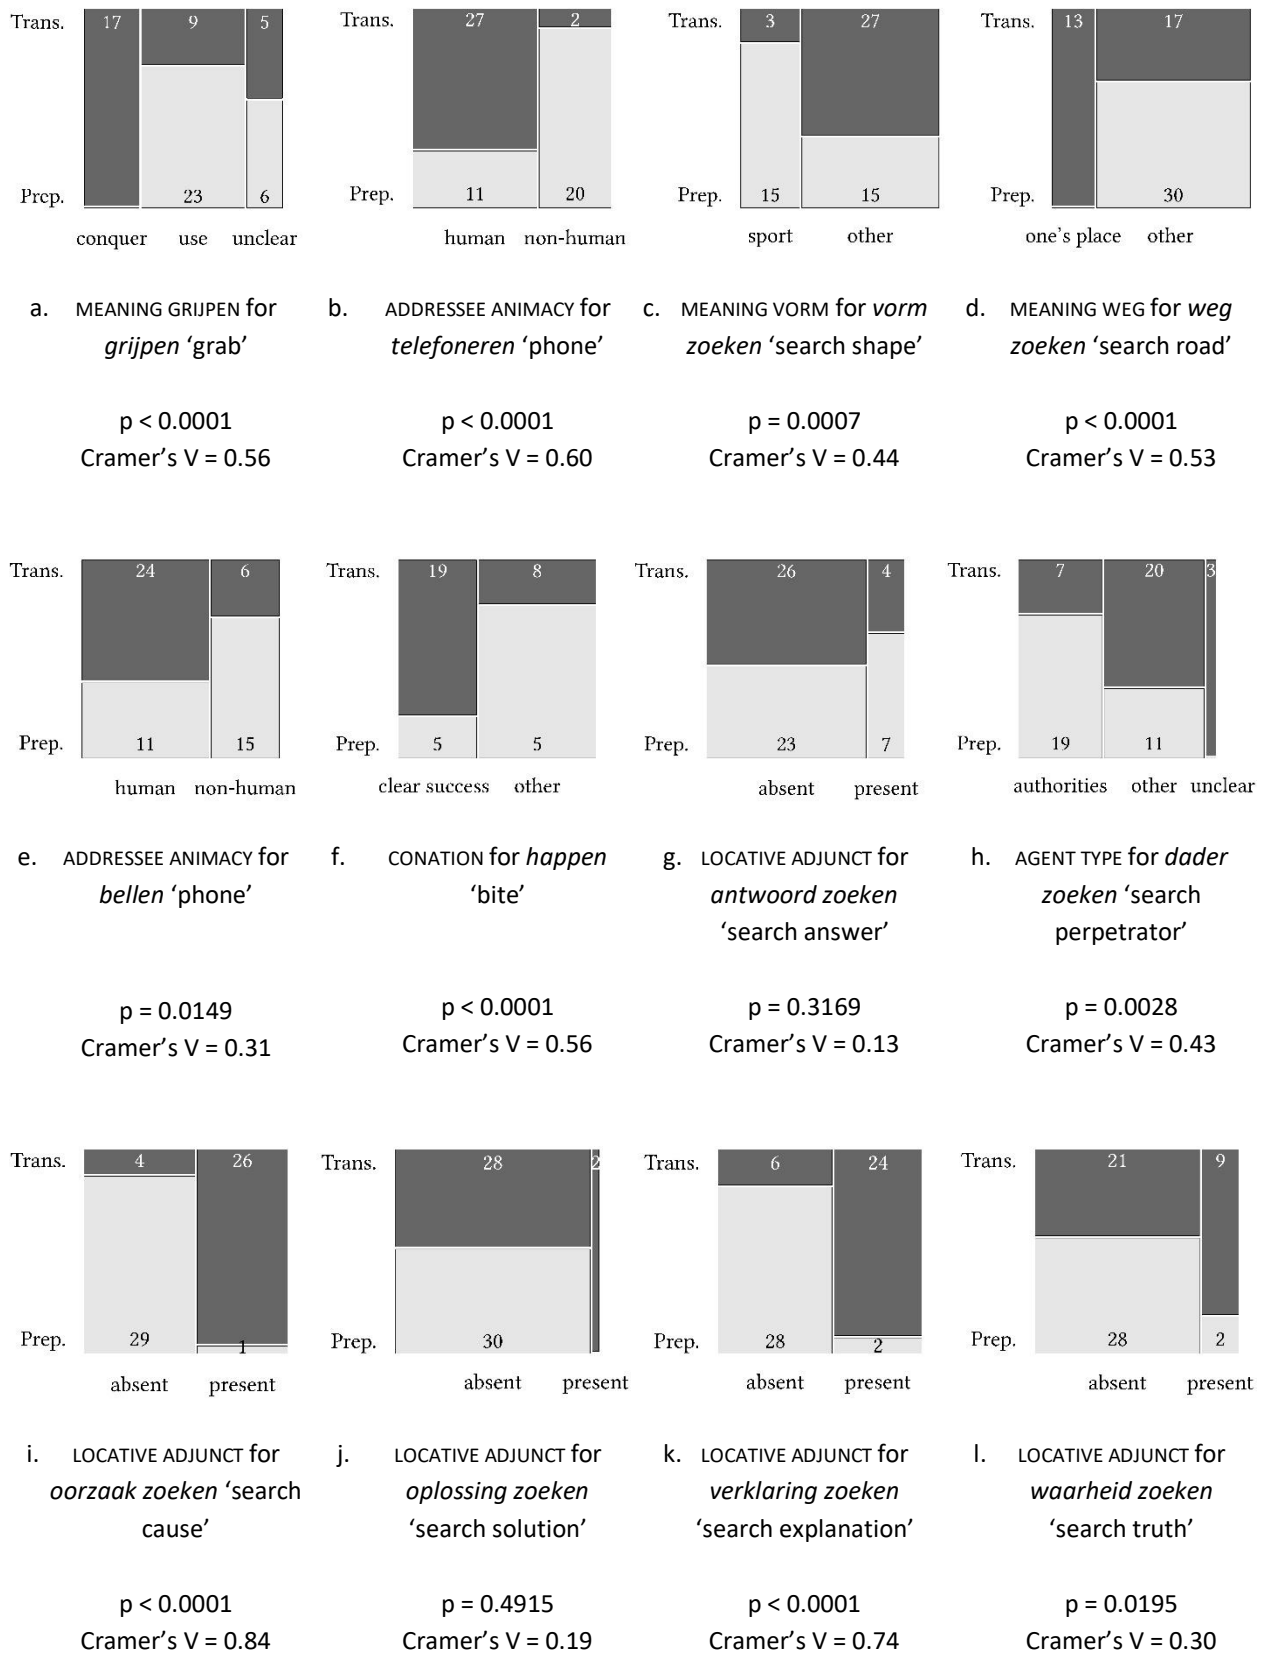 Trans. 17 9 5
Prep. 23 6
conquer use unclear
a. MEANING GRIJPEN for
grijpen 'grab'
p < 0.0001
Cramer's V = 0.56
Trans. 27 2
Prep. 11 20
human non-human
b. ADDRESSEE ANIMACY for
telefoneren 'phone'
p < 0.0001
Cramer's V = 0.60
Trans. 3 27
Prep. 15 15
sport other
c. MEANING VORM for vorm
zoeken 'search shape'
p = 0.0007
Cramer's V = 0.44
Trans. 13 17
Prep. 30
one's place other
d. MEANING WEG for weg
zoeken 'search road'
p < 0.0001
Cramer's V = 0.53
Trans. 24 6
Prep. 11 15
human non-human
e. ADDRESSEE ANIMACY for
bellen 'phone'
p = 0.0149
Cramer's V = 0.31
Trans. 19 8
Prep. 5 5
clear success other
f. CONATION for happen
'bite'
p < 0.0001
Cramer's V = 0.56
Trans. 26 4
Prep. 23 7
absent present
g. LOCATIVE ADJUNCT for
antwoord zoeken
'search answer'
p = 0.3169
Cramer's V = 0.13
Trans. 7 20 3
Prep. 19 11
authorities other unclear
h. AGENT TYPE for dader
zoeken 'search
perpetrator'
p = 0.0028
Cramer's V = 0.43
Trans. 4 26
Prep. 29 1
absent present
i. LOCATIVE ADJUNCT for
oorzaak zoeken 'search
cause'
p < 0.0001
Cramer's V = 0.84
Trans. 28 2
Prep. 30
absent present
j. LOCATIVE ADJUNCT for
oplossing zoeken
'search solution'
p = 0.4915
Cramer's V = 0.19
Trans. 6 24
Prep. 28 2
absent present
k. LOCATIVE ADJUNCT for
verklaring zoeken
'search explanation'
p < 0.0001
Cramer's V = 0.74
Trans. 21 9
Prep. 28 2
absent present
l. LOCATIVE ADJUNCT for
waarheid zoeken
'search truth'
p = 0.0195
Cramer's V = 0.30